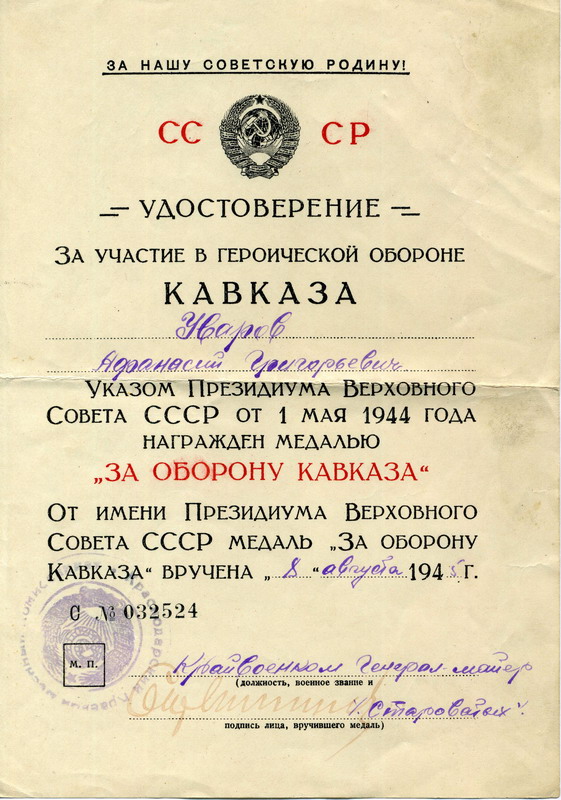 ЗА НАШУ СОВЕТСКУЮ РОДИНУ!
СС СР
УДОСТОВЕРЕНИЕ
ЗА УЧАСТИЕ В ГЕРОИЧЕСКОЙ ОБОРОНЕ
КАВКАЗА
Уваров
Афанасий Григорьевич
УКАЗОМ ПРЕЗИДИУМА ВЕРХОВНОГО
СОВЕТА СССР ОТ 1 МАЯ 1944 ГОДА
НАГРАЖДЕН МЕДАЛЬЮ
„ЗА ОБОРОНУ КАВКАЗА“
ОТ ИМЕНИ ПРЕЗИДИУМА ВЕРХОВНОГО
СОВЕТА СССР МЕДАЛЬ „ЗА ОБОРОНУ
КАВКАЗА“ ВРУЧЕНА „8“ августа 1945 Г.
С № 032524
М. П.
Крайвоенком Генерал-майор
(должность, военное звание и
подпись лица, вручившего медаль)